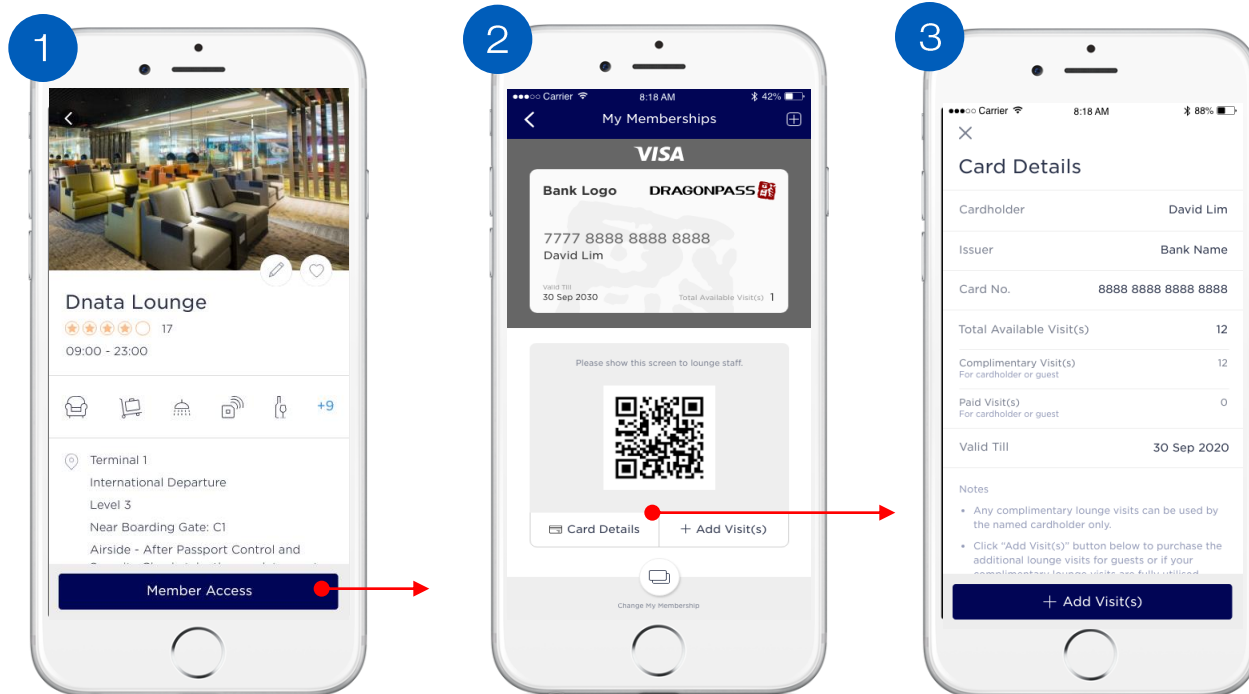 1
Dnata Lounge
17
09:00 - 23:00
+9
Terminal 1
International Departure
Level 3
Near Boarding Gate: C1
Airside - After Passport Control and
Member Access
2
Carrier 8:18 AM 42%
My Memberships
VISA
Bank Logo DRAGONPASS
7777 8888 8888 8888
David Lim
Valid Till
30 Sep 2030 Total Available Visit(s) 1
Please show this screen to lounge staff.
Card Details + Add Visit(s)
Change My Membership
3
Carrier 8:18 AM 88%
Card Details
Cardholder David Lim
Issuer Bank Name
Card No. 8888 8888 8888 8888
Total Available Visit(s) 12
Complimentary Visit(s) 12
For cardholder or guest
Paid Visit(s) 0
For cardholder or guest
Valid Till 30 Sep 2020
Notes
• Any complimentary lounge visits can be used by
the named cardholder only.
• Click “Add Visit(s)” button below to purchase the
additional lounge visits for guests or if your
complimentary lounge visits are fully utilised
+ Add Visit(s)